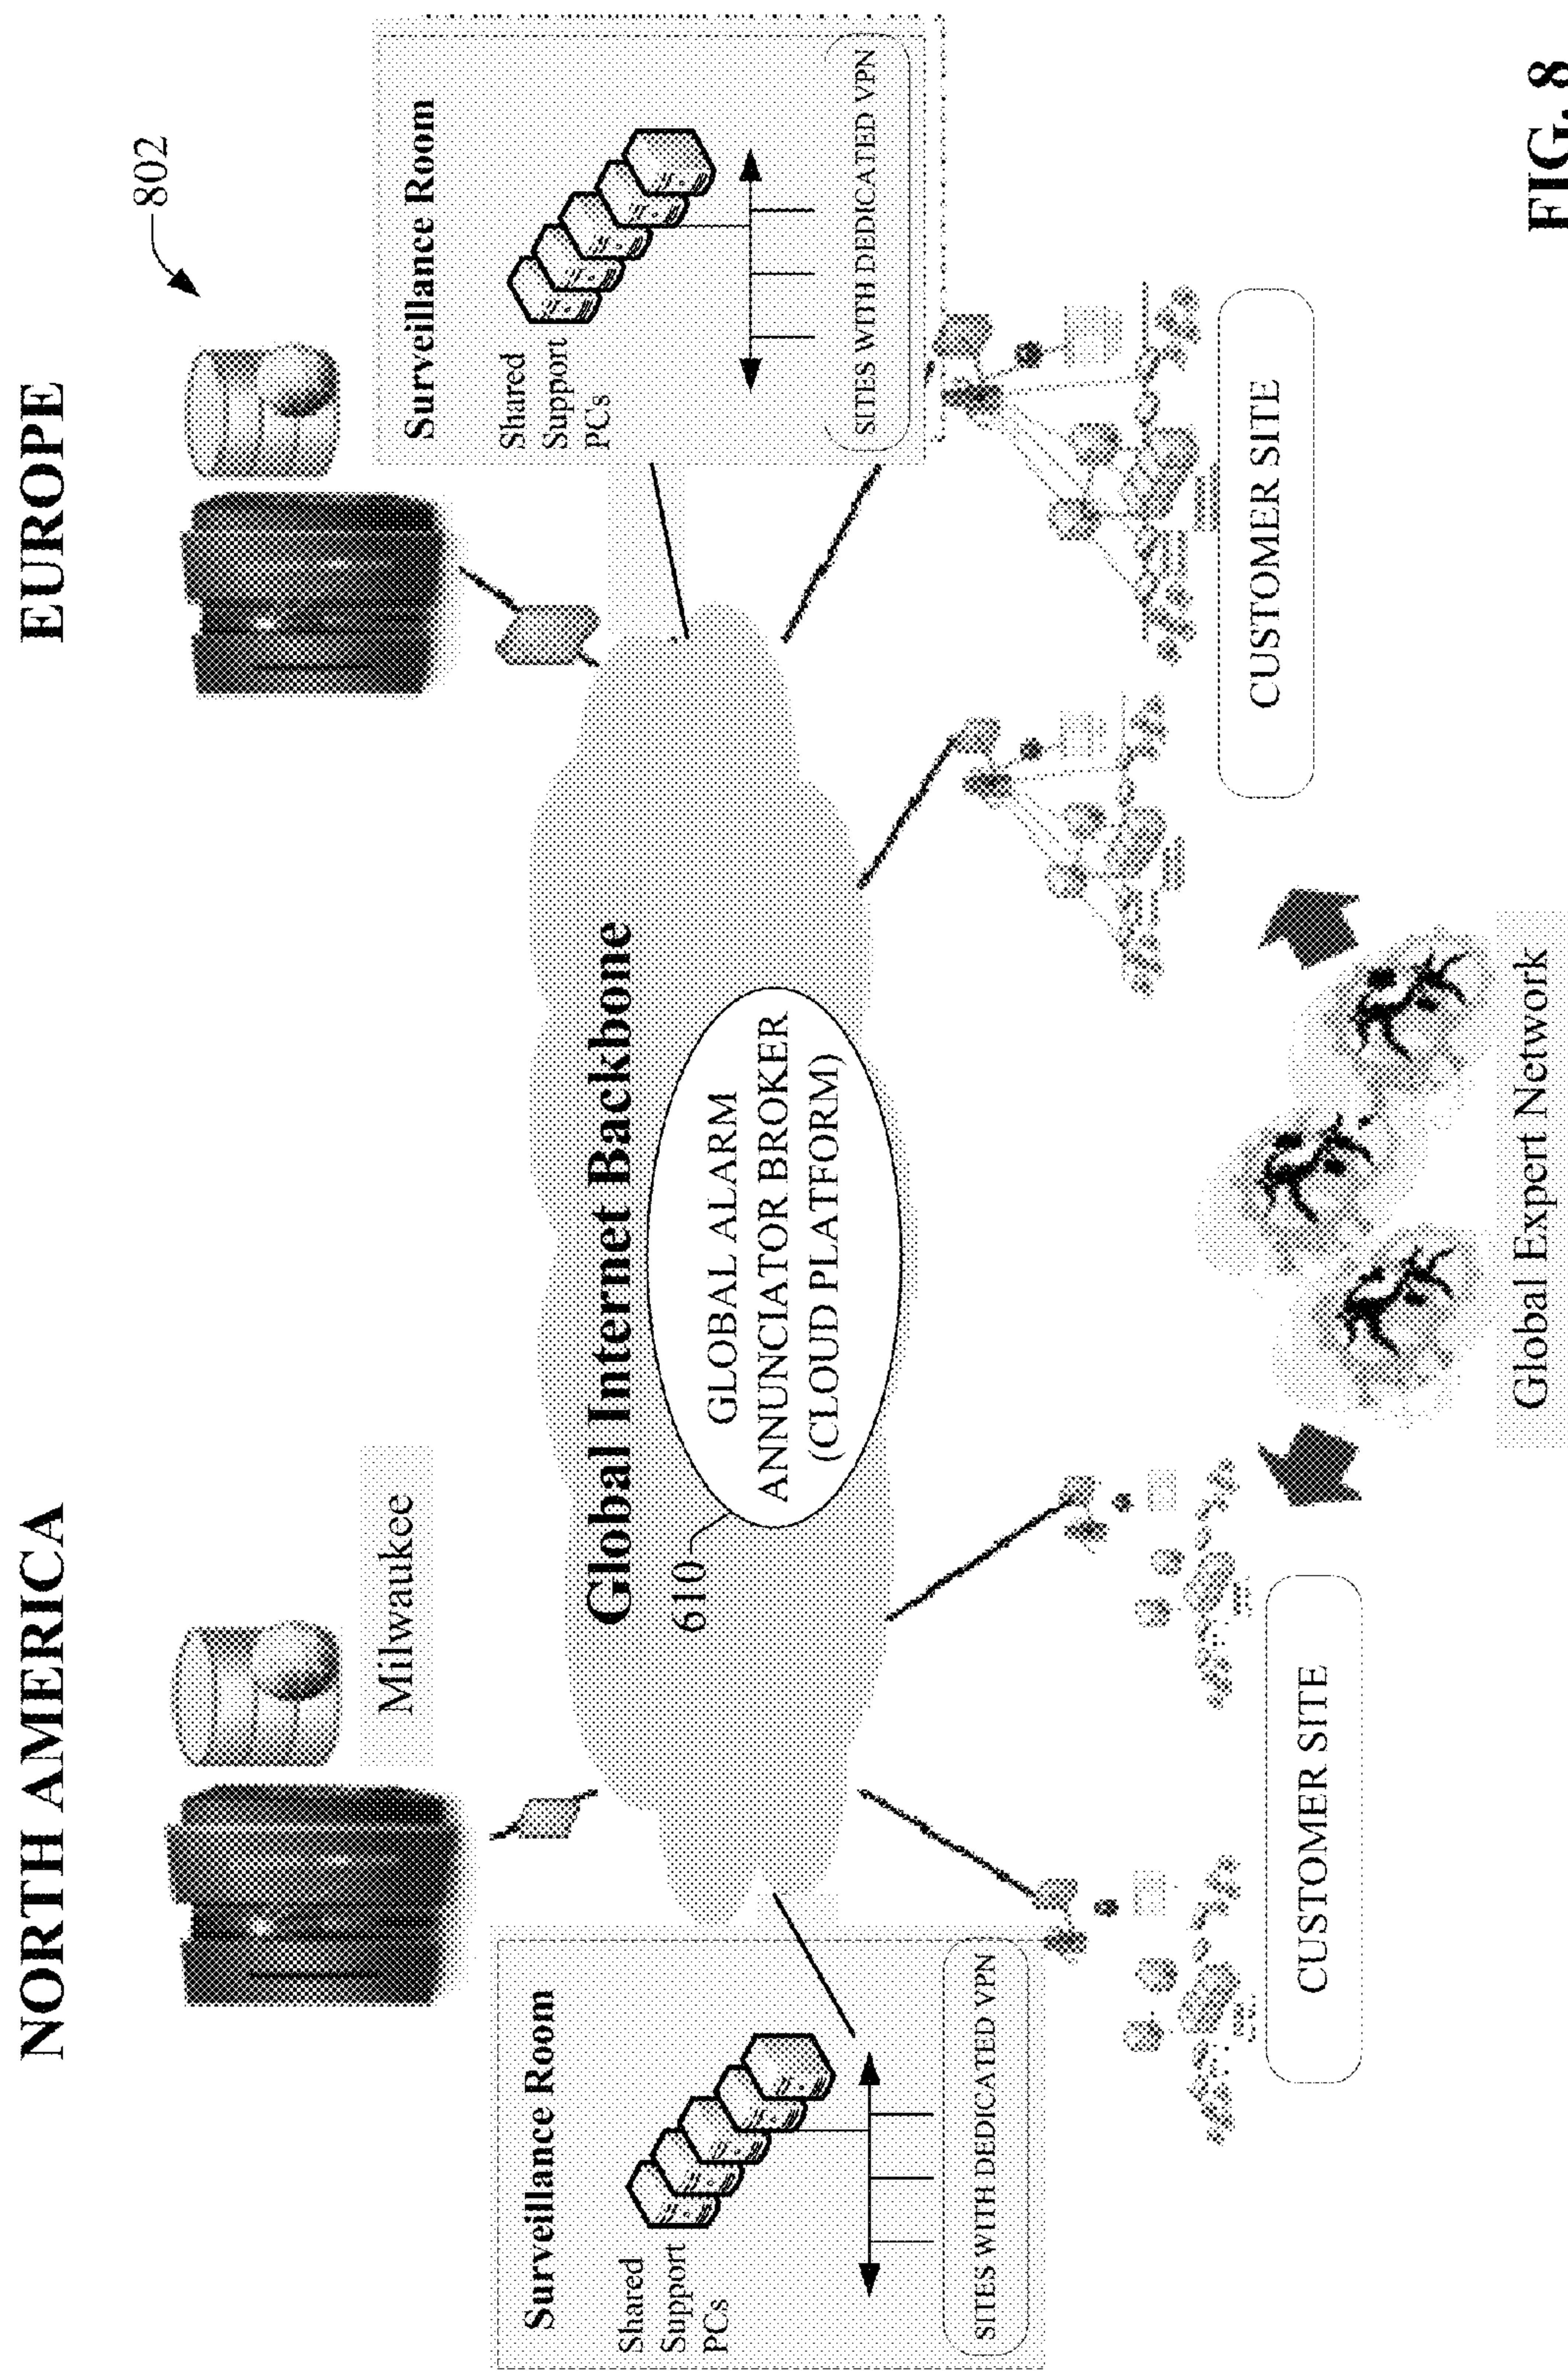 NORTH AMERICA
EUROPE
802
Milwaukee
Surveillance Room
Shared
Support
PCs
SITES WITH DEDICATED VPN
Surveillance Room
Shared
Support
PCs
SITES WITH DEDICATED VPN
Global Internet Backbone
610
GLOBAL ALARM
ANNUNCIATOR BROKER
(CLOUD PLATFORM)
CUSTOMER SITE
CUSTOMER SITE
Global Expert Network
FIG. 8